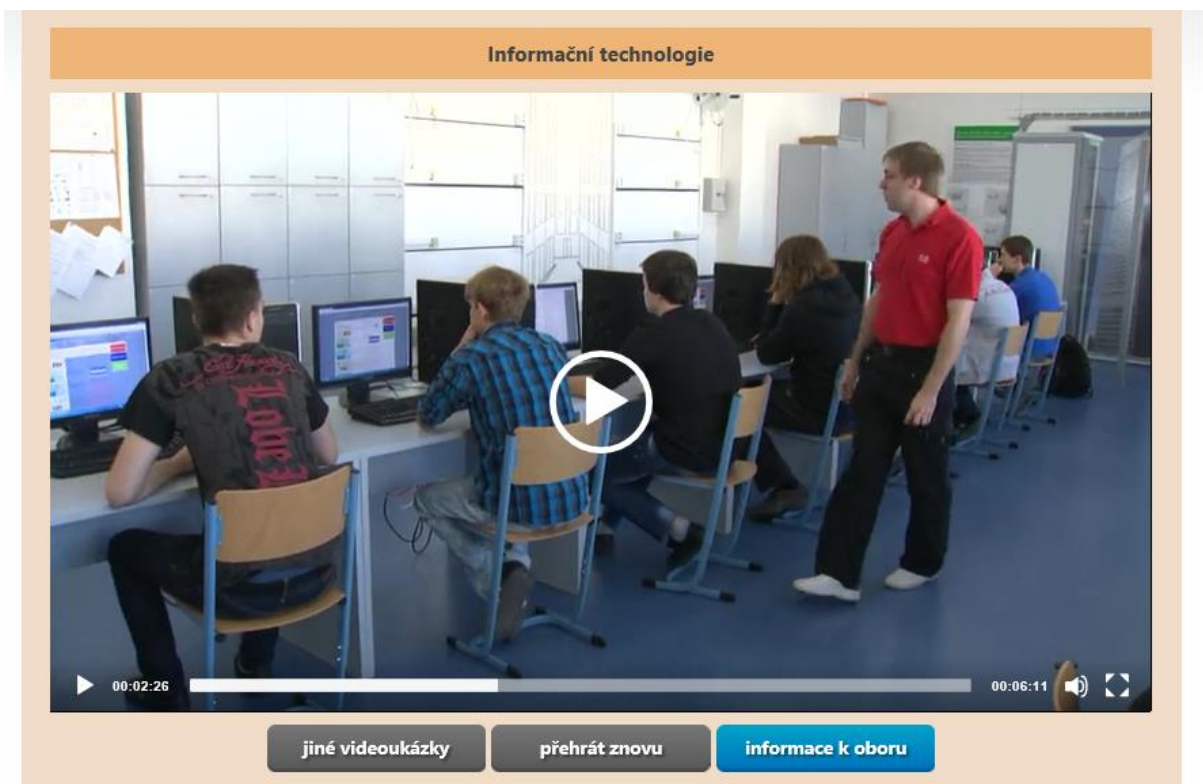 Informační technologie
00:02:26
00:06:11
jiné videoukázky
přehrát znovu
informace k oboru